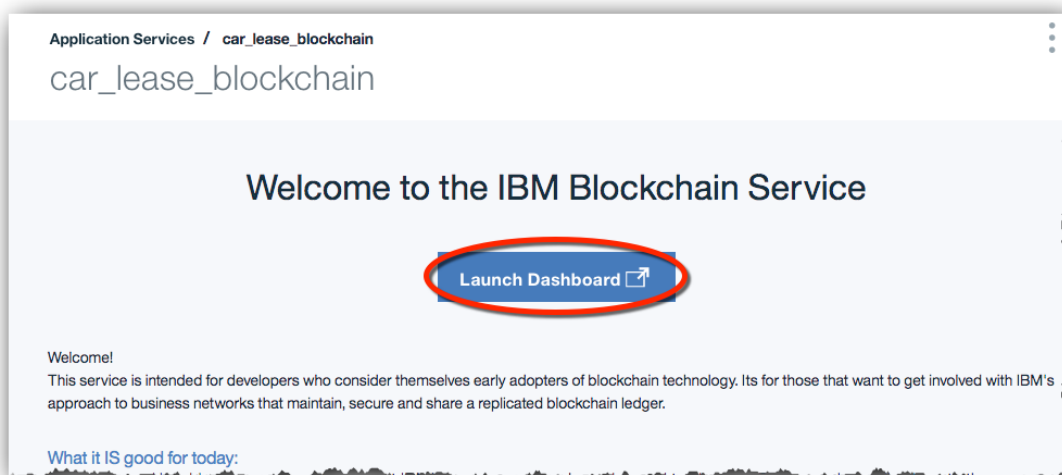 Application Services / car_lease_blockchain
car_lease_blockchain
Welcome to the IBM Blockchain Service
Launch Dashboard
Welcome!
This service is intended for developers who consider themselves early adopters of blockchain technology. Its for those that want to get involved with IBM's
approach to business networks that maintain, secure and share a replicated blockchain ledger.
What it IS good for today: